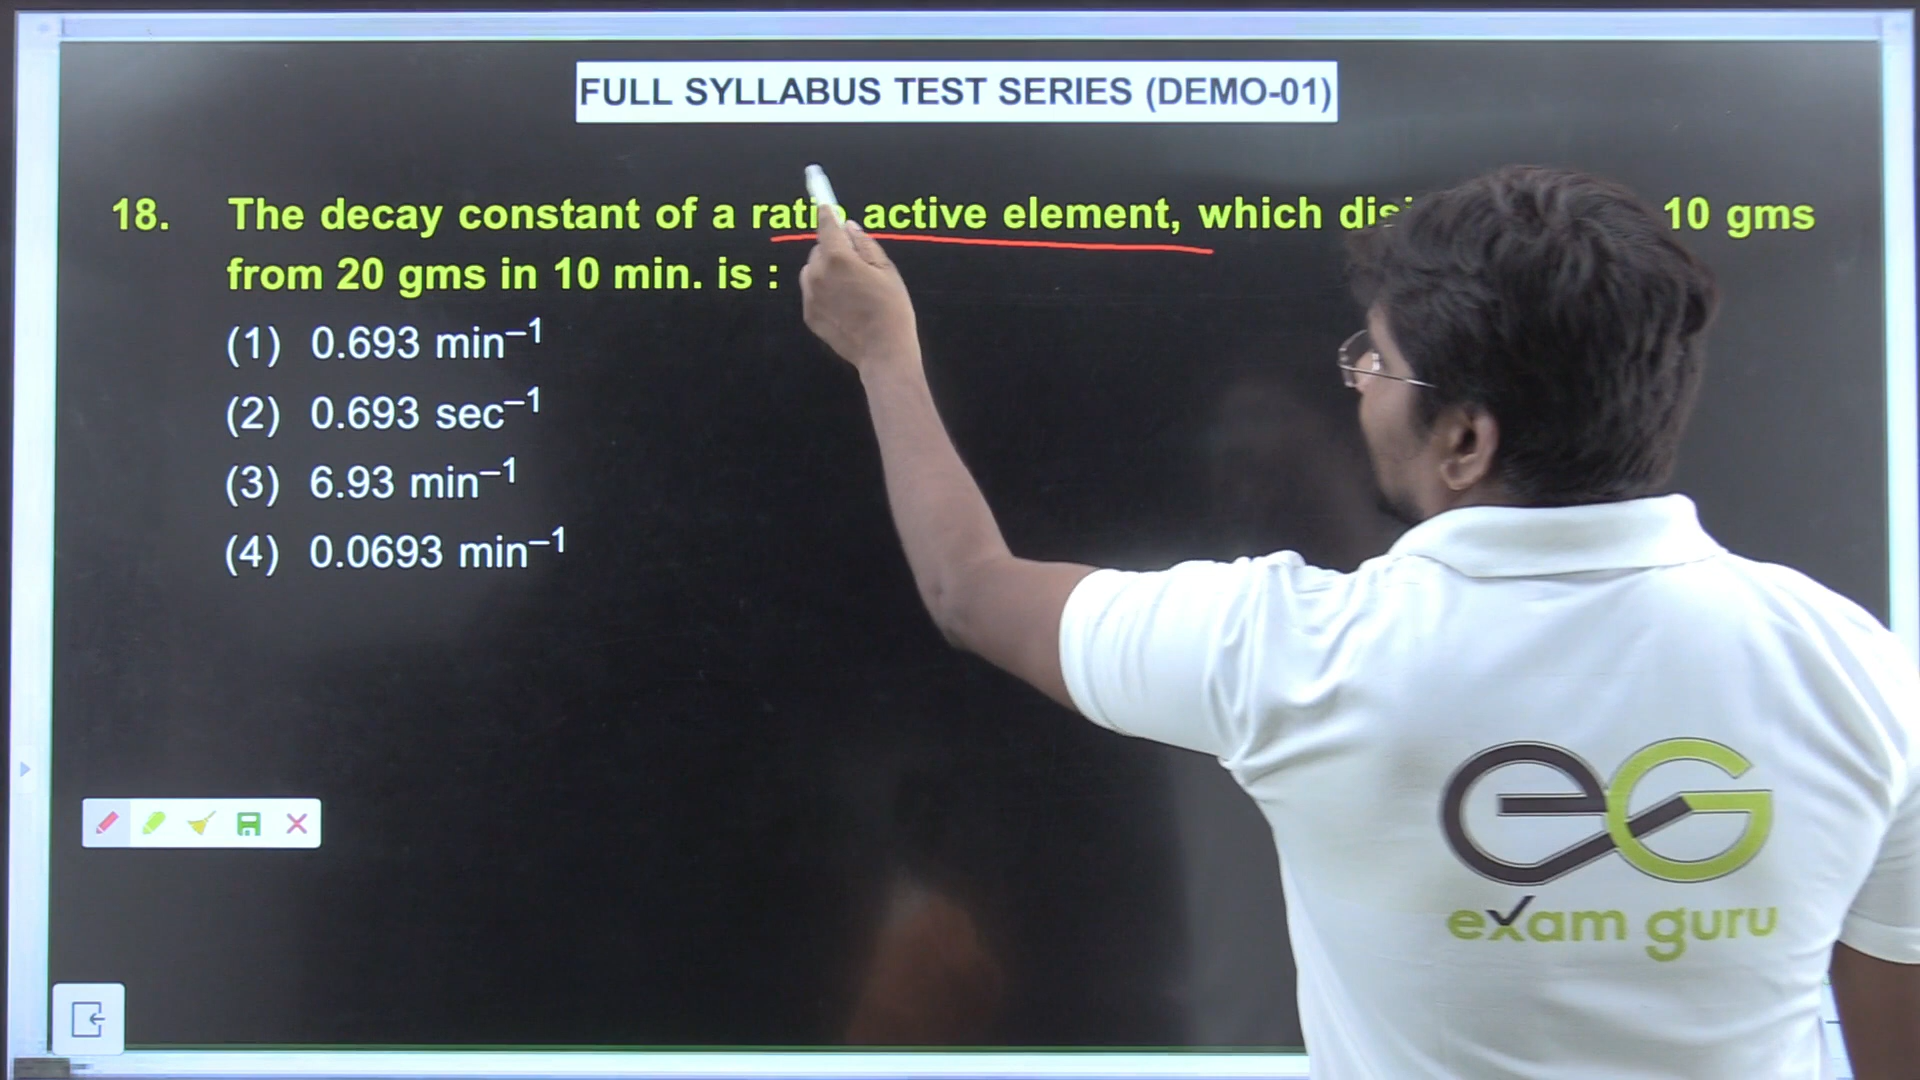 FULL SYLLABUS TEST SERIES (DEMO-01)
18. The decay constant of a active element, which 10 gms
from 20 gms in 10 min. is :
(1) 0.693 min⁻¹
(2) 0.693 sec⁻¹
(3) 6.93 min⁻¹
(4) 0.0693 min⁻¹
eG
exam guru